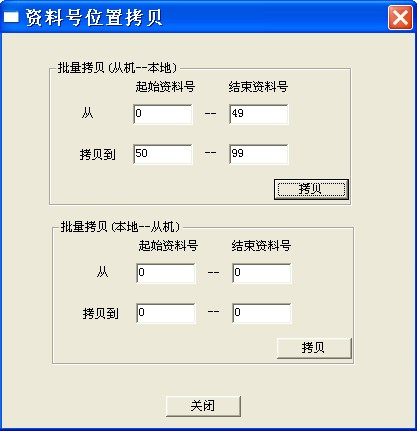 资料号位置拷贝
批量拷贝(从机--本地)
起始资料号 结束资料号
从 0 -- 49
拷贝到 50 -- 99
拷贝
批量拷贝(本地--从机)
起始资料号 结束资料号
从 0 -- 0
拷贝到 0 -- 0
拷贝
关闭